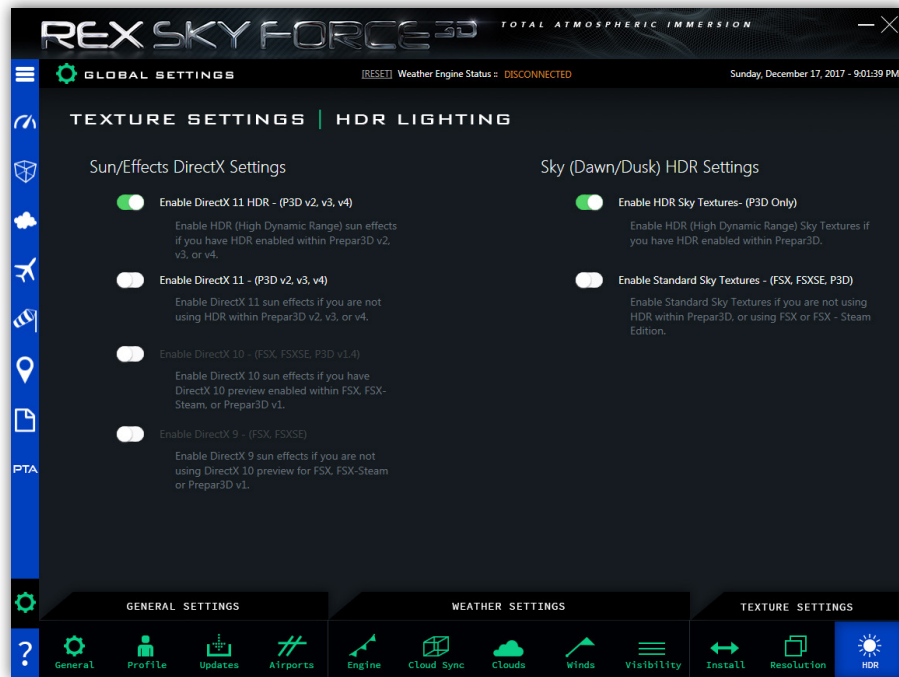 REX SKY FORCE 3D
TOTAL ATMOSPHERIC IMMERSION
GLOBAL SETTINGS
[RESET] Weather Engine Status :: DISCONNECTED
Sunday, December 17, 2017 - 9:01:39 PM
TEXTURE SETTINGS | HDR LIGHTING
Sun/Effects DirectX Settings
Enable DirectX 11 HDR - (P3D v2, v3, v4)
Enable HDR (High Dynamic Range) sun effects
if you have HDR enabled within Prepar3D v2,
v3, or v4.
Enable DirectX 11 - (P3D v2, v3, v4)
Enable DirectX 11 sun effects if you are not
using HDR within Prepar3D v2, v3, or v4.
Enable DirectX 10 - (FSX, FSXSE, P3D v1.4)
Enable DirectX 10 sun effects if you have
DirectX 10 preview enabled within FSX, FSX-
Steam, or Prepar3D v1.
Enable DirectX 9 - (FSX, FSXSE)
Enable DirectX 9 sun effects if you are not
using DirectX 10 preview for FSX, FSX-Steam
or Prepar3D v1.
Sky (Dawn/Dusk) HDR Settings
Enable HDR Sky Textures- (P3D Only)
Enable HDR (High Dynamic Range) Sky Textures if
you have HDR enabled within Prepar3D.
Enable Standard Sky Textures - (FSX, FSXSE, P3D)
Enable Standard Sky Textures if you are not using
HDR within Prepar3D, or using FSX or FSX - Steam
Edition.
PTA
?
GENERAL SETTINGS
WEATHER SETTINGS
TEXTURE SETTINGS
General
Profile
Updates
Airports
Engine
Cloud Sync
Clouds
Winds
Visibility
Install
Resolution
HDR